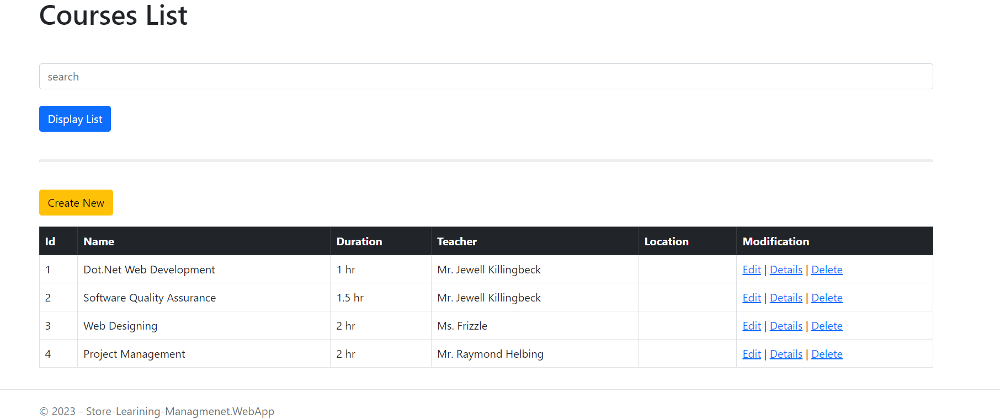 Courses List
search
Display List
Create New
Id Name Duration Teacher Location Modification
1 Dot.Net Web Development 1 hr Mr. Jewell Killingbeck Edit | Details | Delete
2 Software Quality Assurance 1.5 hr Mr. Jewell Killingbeck Edit | Details | Delete
3 Web Designing 2 hr Ms. Frizzle Edit | Details | Delete
4 Project Management 2 hr Mr. Raymond Helbing Edit | Details | Delete
© 2023 - Store-Learining-Managmenet.WebApp